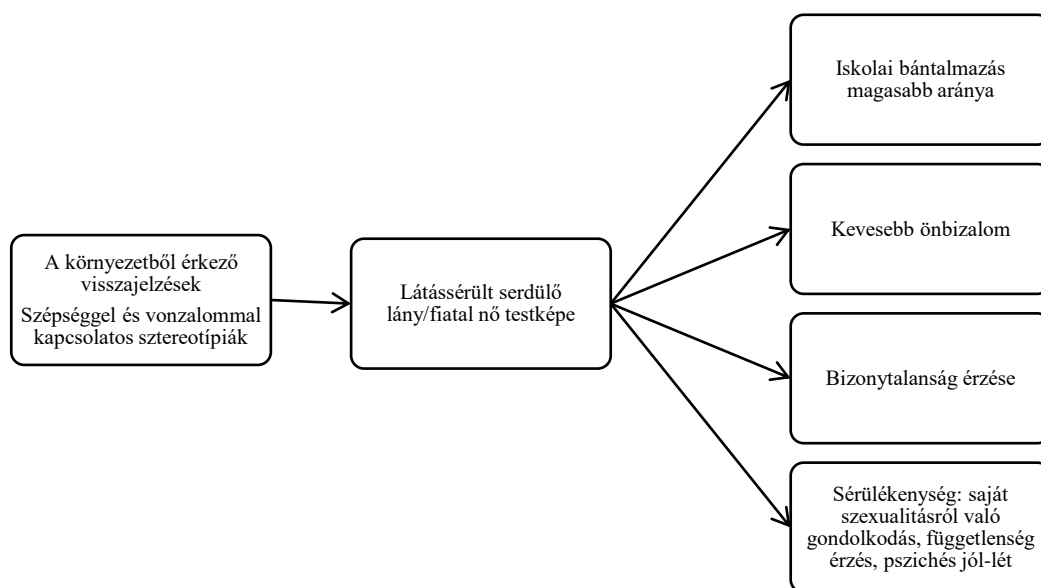 A környezetből érkező
visszajelzések
Szépséggel és vonzalommal
kapcsolatos sztereotípiák
Látássérült serdülő
lány/fiatal nő testképe
Iskolai bántalmazás
magasabb aránya
Kevesebb önbizalom
Bizonytalanság érzése
Sérülékenység: saját
szexualitásról való
gondolkodás, függetlenség
érzés, pszichés jól-lét